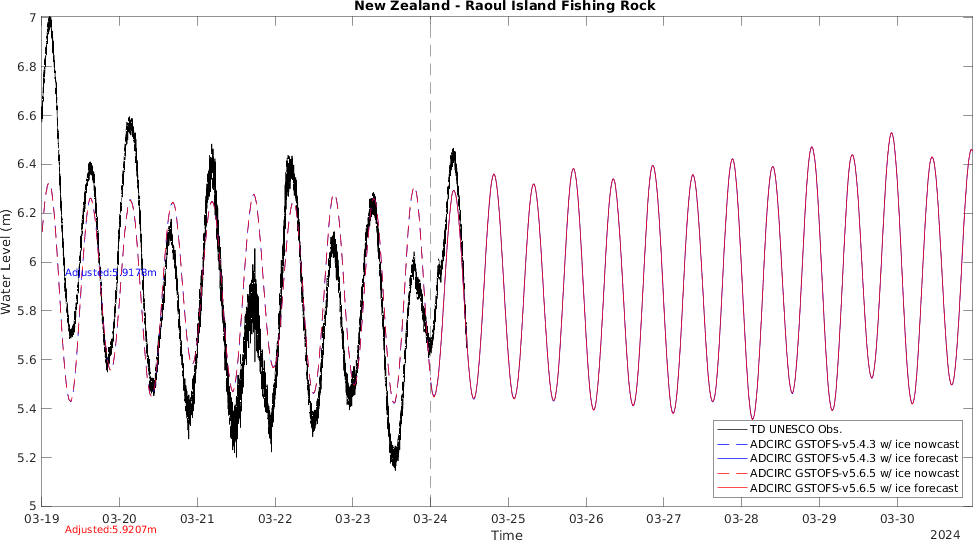 New Zealand - Raoul Island Fishing Rock
7
6.8
6.6
6.4
6.2
6
5.8
5.6
5.4
5.2
5
Water Level (m)
Adjusted:5.9178m
TD UNESCO Obs.
ADCIRC GSTOFS-v5.4.3 w/ ice nowcast
ADCIRC GSTOFS-v5.4.3 w/ ice forecast
ADCIRC GSTOFS-v5.6.5 w/ ice nowcast
ADCIRC GSTOFS-v5.6.5 w/ ice forecast
03-19 03-20 03-21 03-22 03-23 03-24 03-25 03-26 03-27 03-28 03-29 03-30
Adjusted:5.9207m
Time
2024